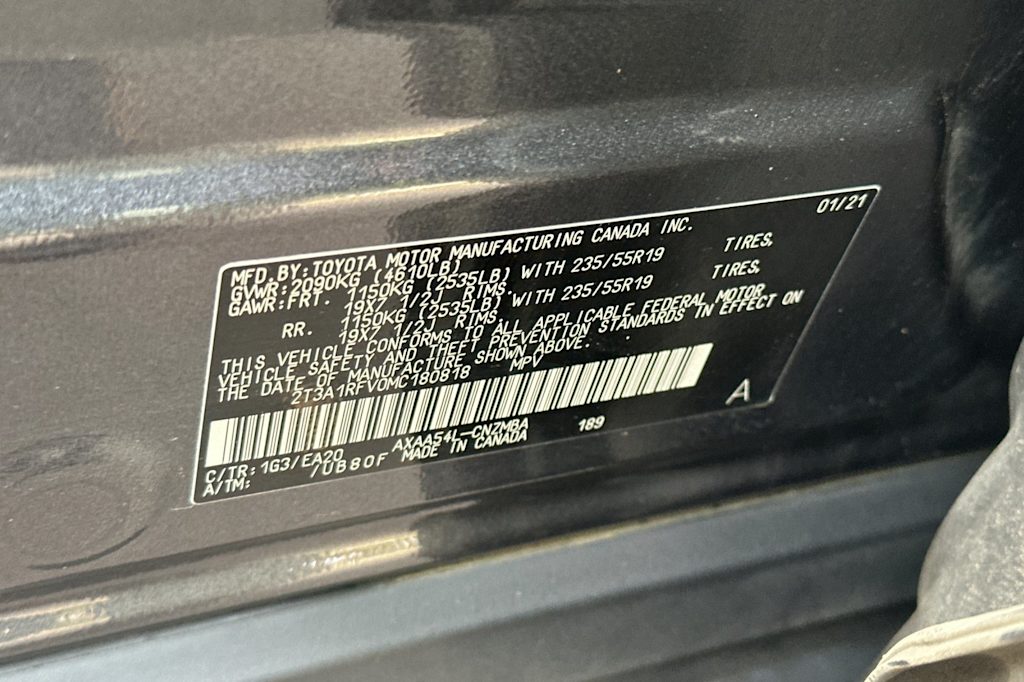 01/21
MFD. BY:TOYOTA MOTOR MANUFACTURING CANADA INC.
GVWR:2090KG (4610LB)
GAWR:FRT. 1150KG (2535LB) WITH 235/55R19 TIRES,
19X7 1/2J RIMS.
RR. 1150KG (2535LB) WITH 235/55R19 TIRES,
19X7 1/2J RIMS.
THIS VEHICLE CONFORMS TO ALL APPLICABLE FEDERAL MOTOR
VEHICLE SAFETY AND THEFT PREVENTION STANDARDS IN EFFECT ON
THE DATE OF MANUFACTURE SHOWN ABOVE.
2T3A1RFV0MC180818 MPV
A
C/TR:1G3/EA20 AXAA54L-CNZMBA 189
A/TM: /UB80F MADE IN CANADA